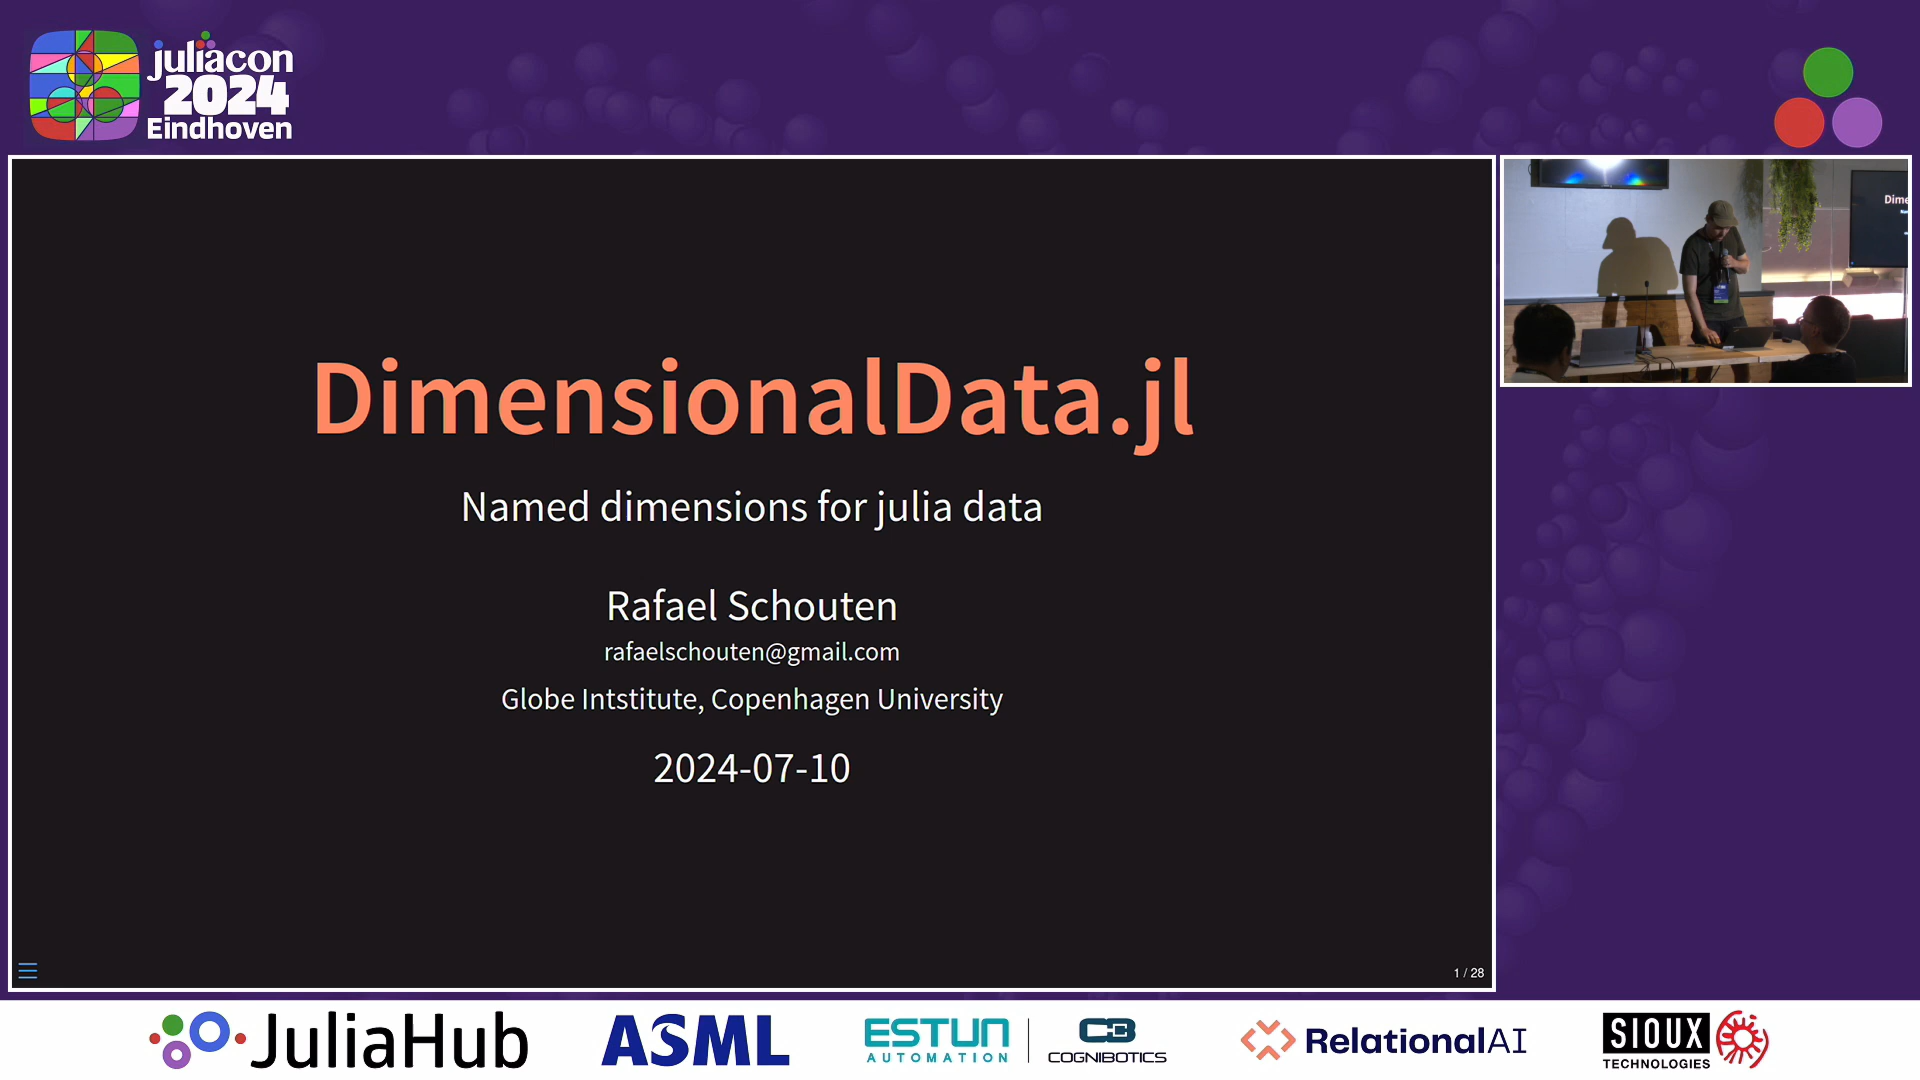 juliacon
2024
Eindhoven
DimensionalData.jl
Named dimensions for julia data
Rafael Schouten
rafaelschouten@gmail.com
Globe Intstitute, Copenhagen University
2024-07-10
1 / 28
Dime
JuliaHub
ASML
ESTUN
AUTOMATION
COGNIBOTICS
RelationalAI
SIOUX
TECHNOLOGIES